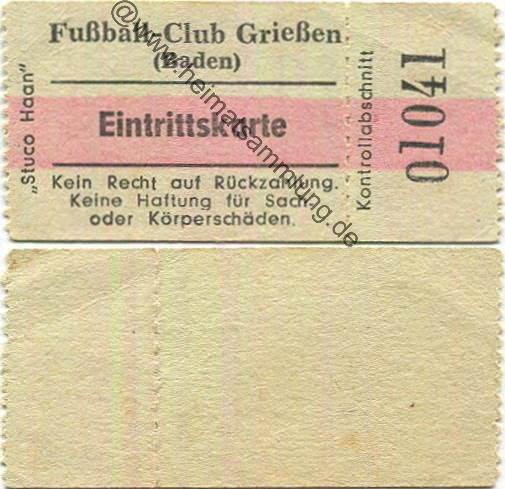 Fußball-Club Grießen
(Baden)
Eintrittskarte
Kein Recht auf Rückzahlung.
Keine Haftung für Sach-
oder Körperschäden.
„Stuco Haan"
Kontrollabschnitt
01041
@www.heimatsammlung.de